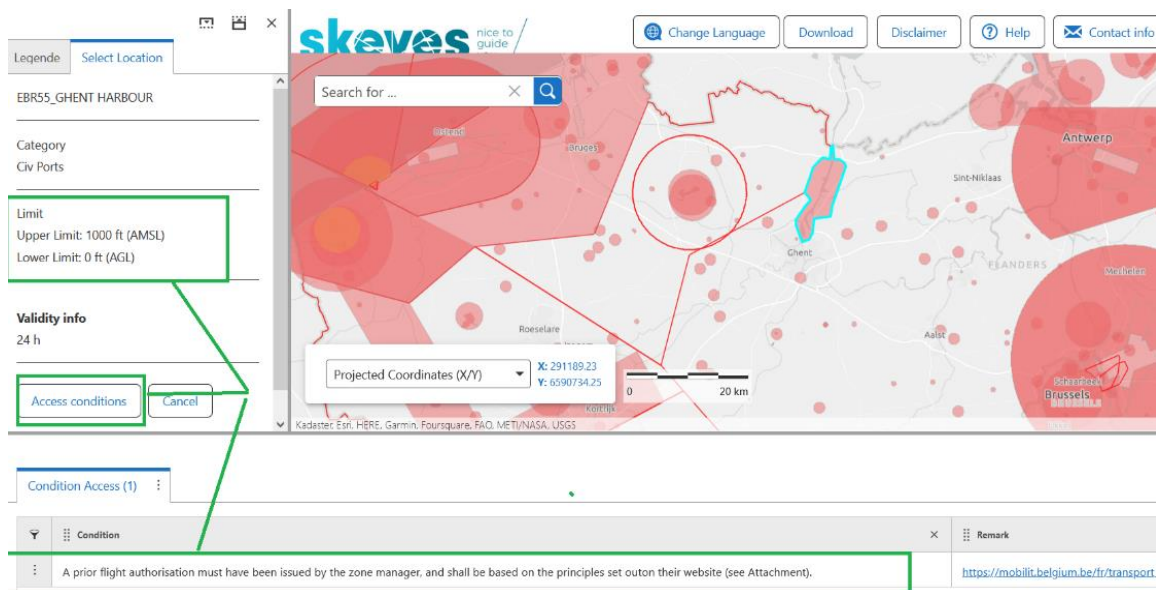 skeyes nice to
guide
Change Language
Download
Disclaimer
Help
Contact info
Legende
Select Location
EBR55_GHENT HARBOUR
Category
Civ Ports
Limit
Upper Limit: 1000 ft (AMSL)
Lower Limit: 0 ft (AGL)
Validity info
24 h
Access conditions
Cancel
Search for ...
Ostend
Bruges
Antwerp
Sint-Niklaas
Ghent
FLANDERS
Mechelen
Roeselare
Aalst
Schaerbeek
Brussels
BRUSSELS
Kortrijk
Projected Coordinates (X/Y)
X: 291189.23
Y: 6590734.25
0 20 km
Kadaster, Esri, HERE, Garmin, Foursquare, FAO, METI/NASA, USGS
Condition Access (1)
Condition
Remark
A prior flight authorisation must have been issued by the zone manager, and shall be based on the principles set outon their website (see Attachment).
https://mobilit.belgium.be/fr/transport